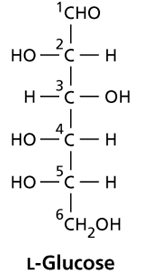 ¹CHO
HO — ²C — H
H — ³C — OH
HO — ⁴C — H
HO — ⁵C — H
⁶CH₂OH
L-Glucose